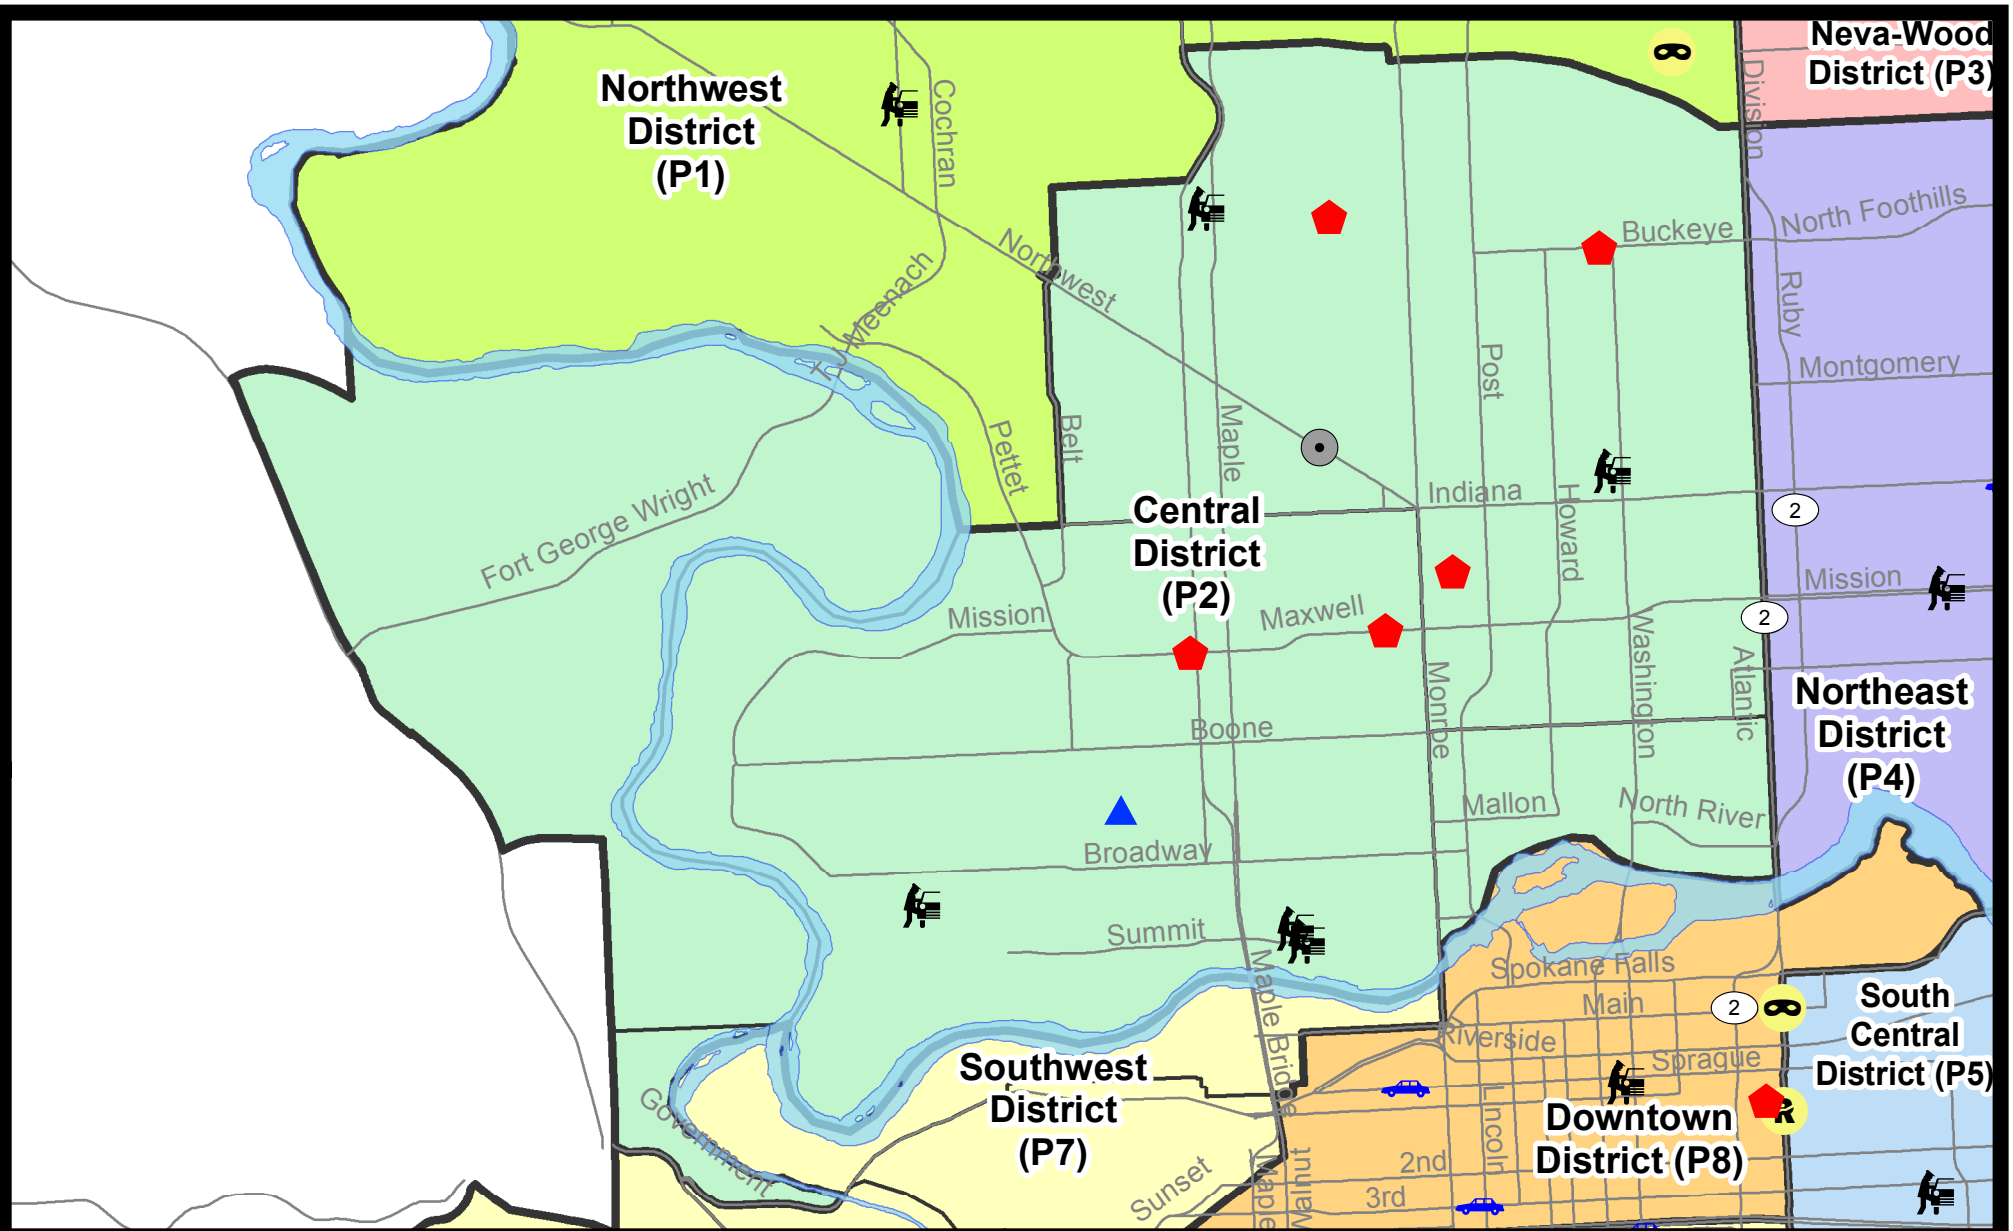 Neva-Wood
District (P3)
Northwest
District
(P1)
Cochran
Division
North Foothills
Buckeye
Northwest
T J Meenach
Ruby
Post
Montgomery
Maple
Belt
Pettet
Indiana
Fort George Wright
Howard
Central
District
(P2)
2
Mission
Mission
Maxwell
2
Washington
Atlantic
Monroe
Northeast
District
(P4)
Boone
Mallon
North River
Broadway
Summit
Spokane Falls
Main
2
South
Central
District (P5)
Maple Bridge
Riverside
Sprague
Southwest
District
(P7)
Government
Lincoln
R
Downtown
District (P8)
2nd
3rd
Sunset
Maple
Walnut